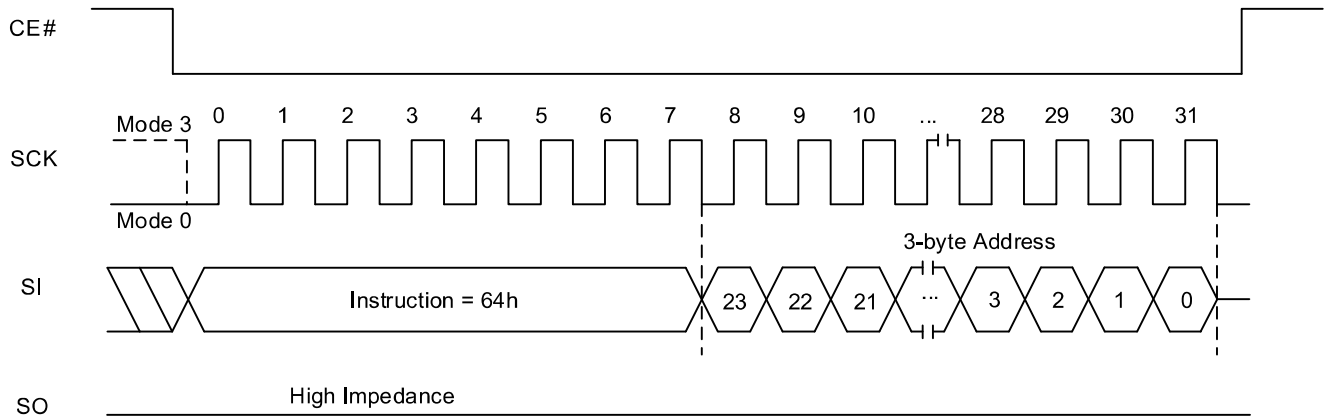 CE#
0 1 2 3 4 5 6 7 8 9 10 ... 28 29 30 31
Mode 3
SCK
Mode 0
3-byte Address
SI
Instruction = 64h 23 22 21 ... 3 2 1 0
High Impedance
SO